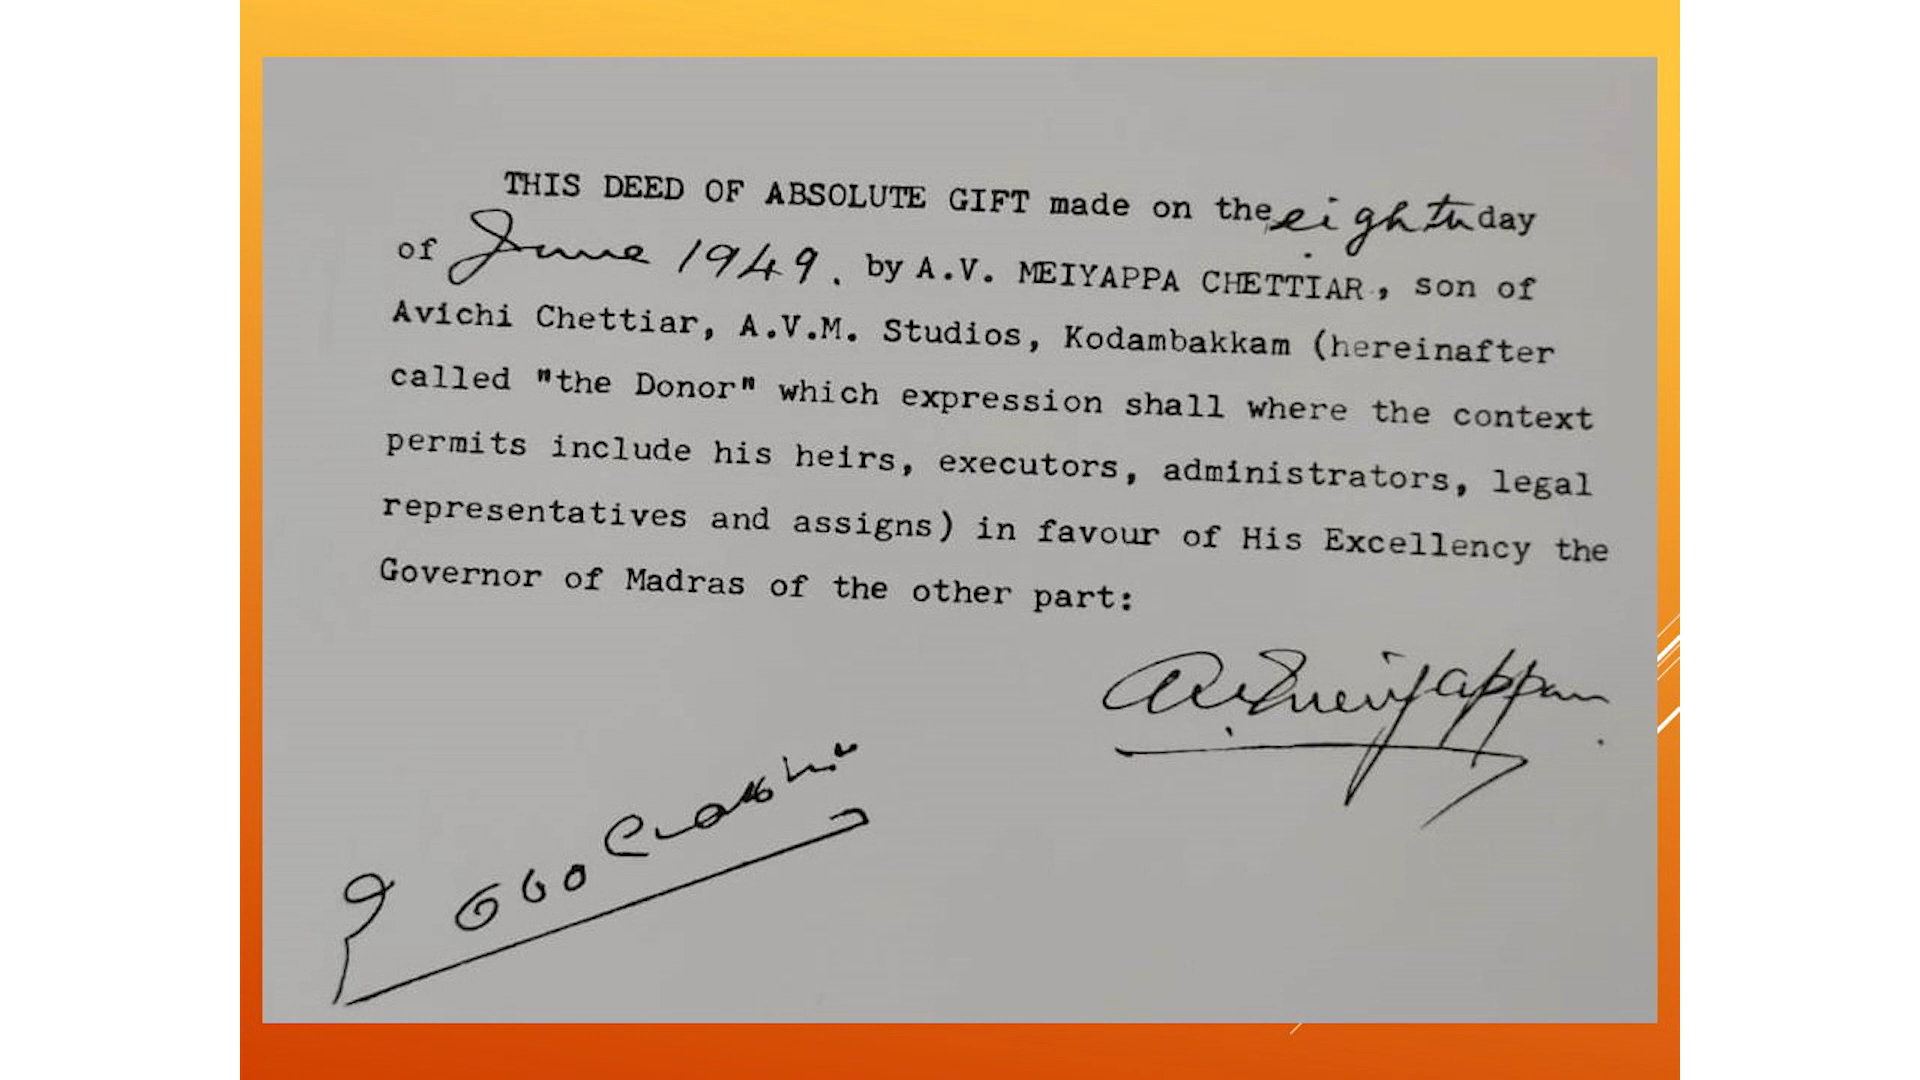 THIS DEED OF ABSOLUTE GIFT made on the eighth day
of June 1949. by A.V. MEIYAPPA CHETTIAR, son of
Avichi Chettiar, A.V.M. Studios, Kodambakkam (hereinafter
called "the Donor" which expression shall where the context
permits include his heirs, executors, administrators, legal
representatives and assigns) in favour of His Excellency the
Governor of Madras of the other part: